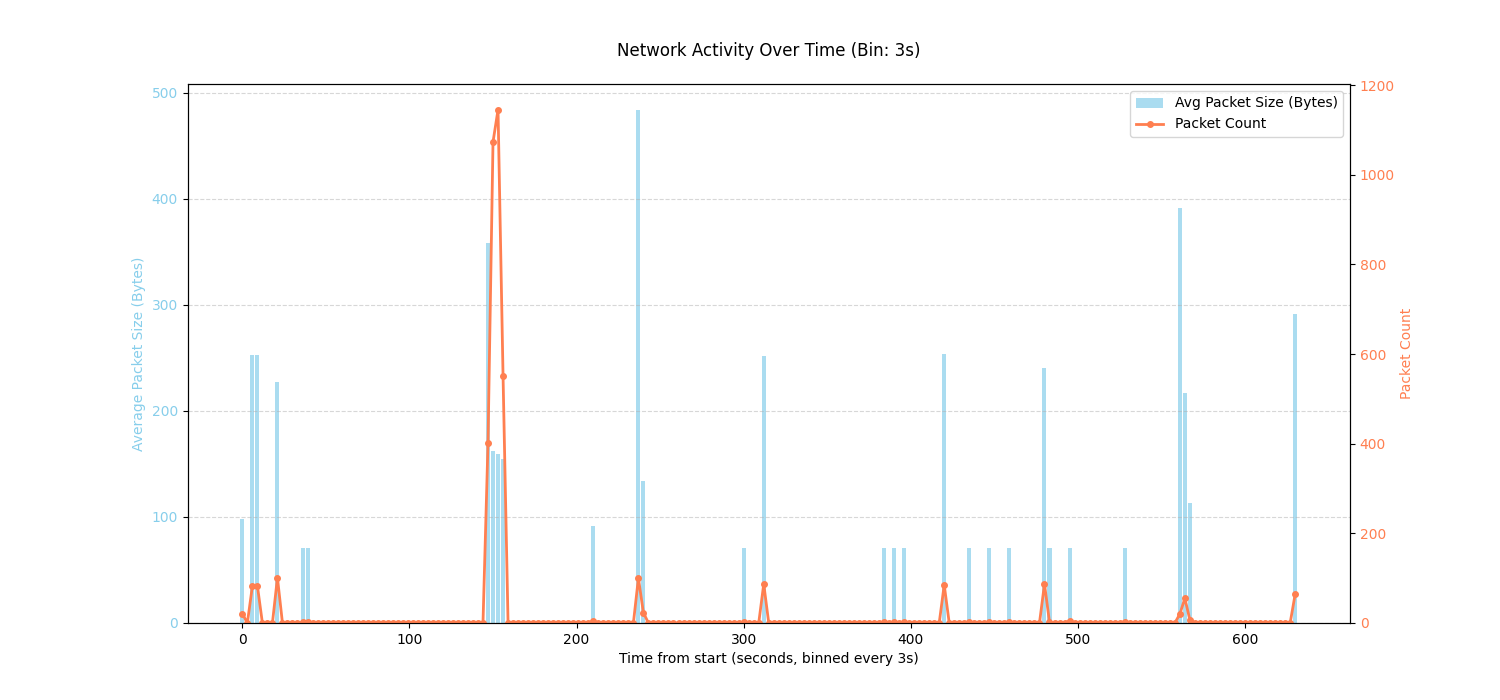 Network Activity Over Time (Bin: 3s)
Avg Packet Size (Bytes)
Packet Count
500
400
300
200
100
0
Average Packet Size (Bytes)
1200
1000
800
600
400
200
0
Packet Count
0 100 200 300 400 500 600
Time from start (seconds, binned every 3s)